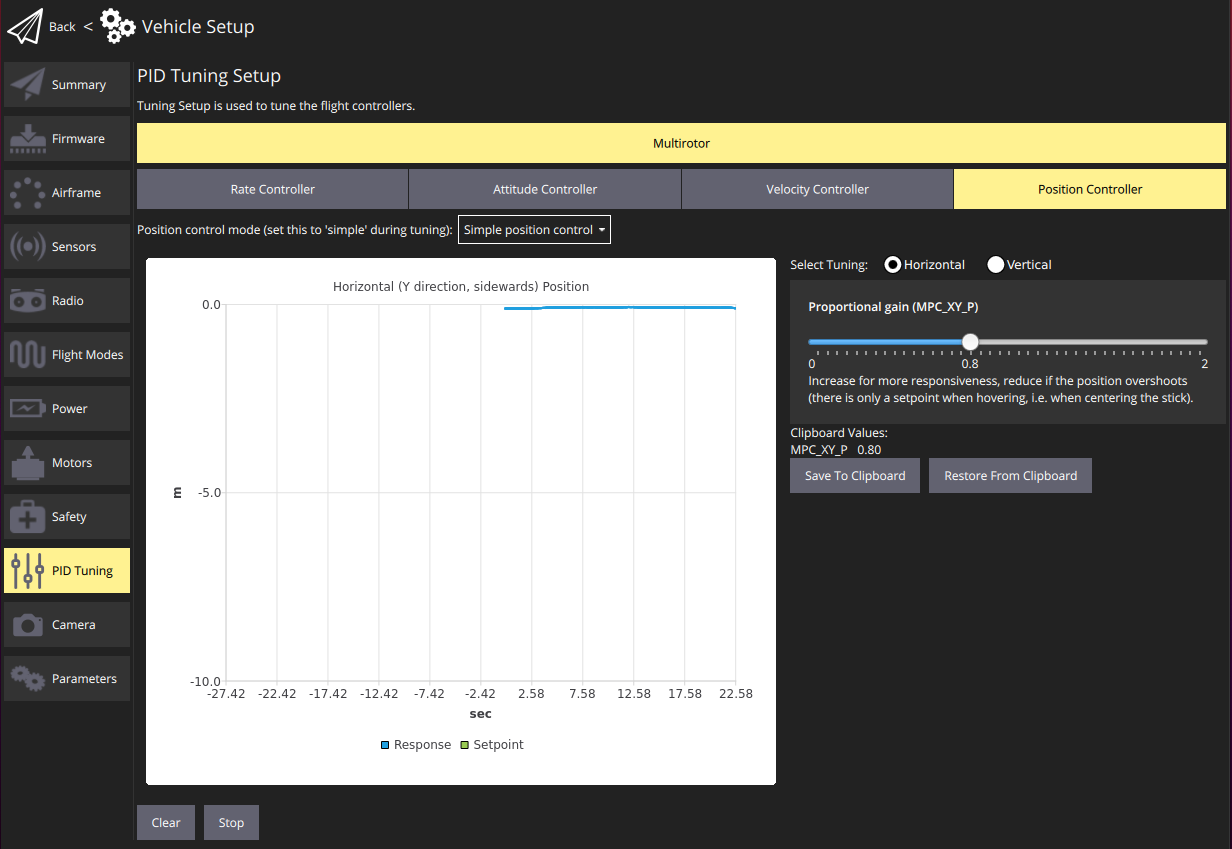 Back < Vehicle Setup
Summary
Firmware
Airframe
Sensors
Radio
Flight Modes
Power
Motors
Safety
PID Tuning
Camera
Parameters
PID Tuning Setup
Tuning Setup is used to tune the flight controllers.
Multirotor
Rate Controller Attitude Controller Velocity Controller Position Controller
Position control mode (set this to 'simple' during tuning): Simple position control
Horizontal (Y direction, sidewards) Position
0.0
-5.0
-10.0
m
-27.42 -22.42 -17.42 -12.42 -7.42 -2.42 2.58 7.58 12.58 17.58 22.58
sec
Response Setpoint
Clear Stop
Select Tuning: Horizontal Vertical
Proportional gain (MPC_XY_P)
0 0.8 2
Increase for more responsiveness, reduce if the position overshoots
(there is only a setpoint when hovering, i.e. when centering the stick).
Clipboard Values:
MPC_XY_P 0.80
Save To Clipboard Restore From Clipboard